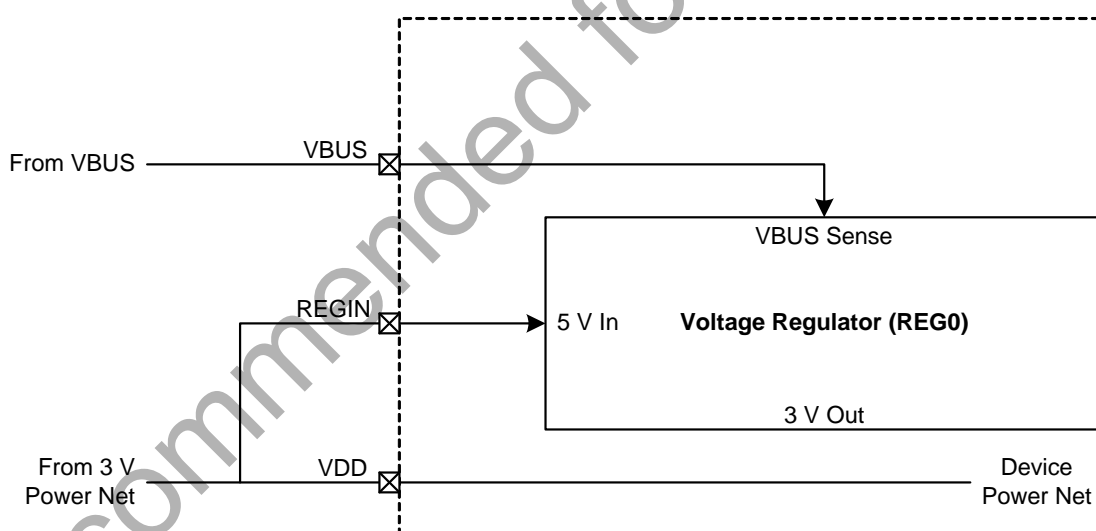 From VBUS
VBUS
VBUS Sense
REGIN
5 V In
Voltage Regulator (REG0)
3 V Out
From 3 V
Power Net
VDD
Device
Power Net